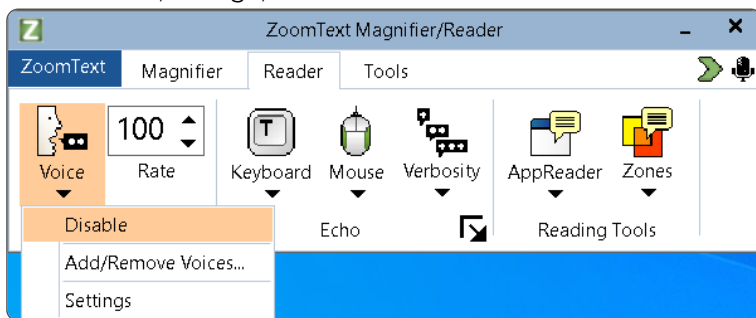 Z ZoomText Magnifier/Reader
ZoomText Magnifier Reader Tools
100
T
Voice Rate Keyboard Mouse Verbosity AppReader Zones
Echo Reading Tools
Disable
Add/Remove Voices...
Settings